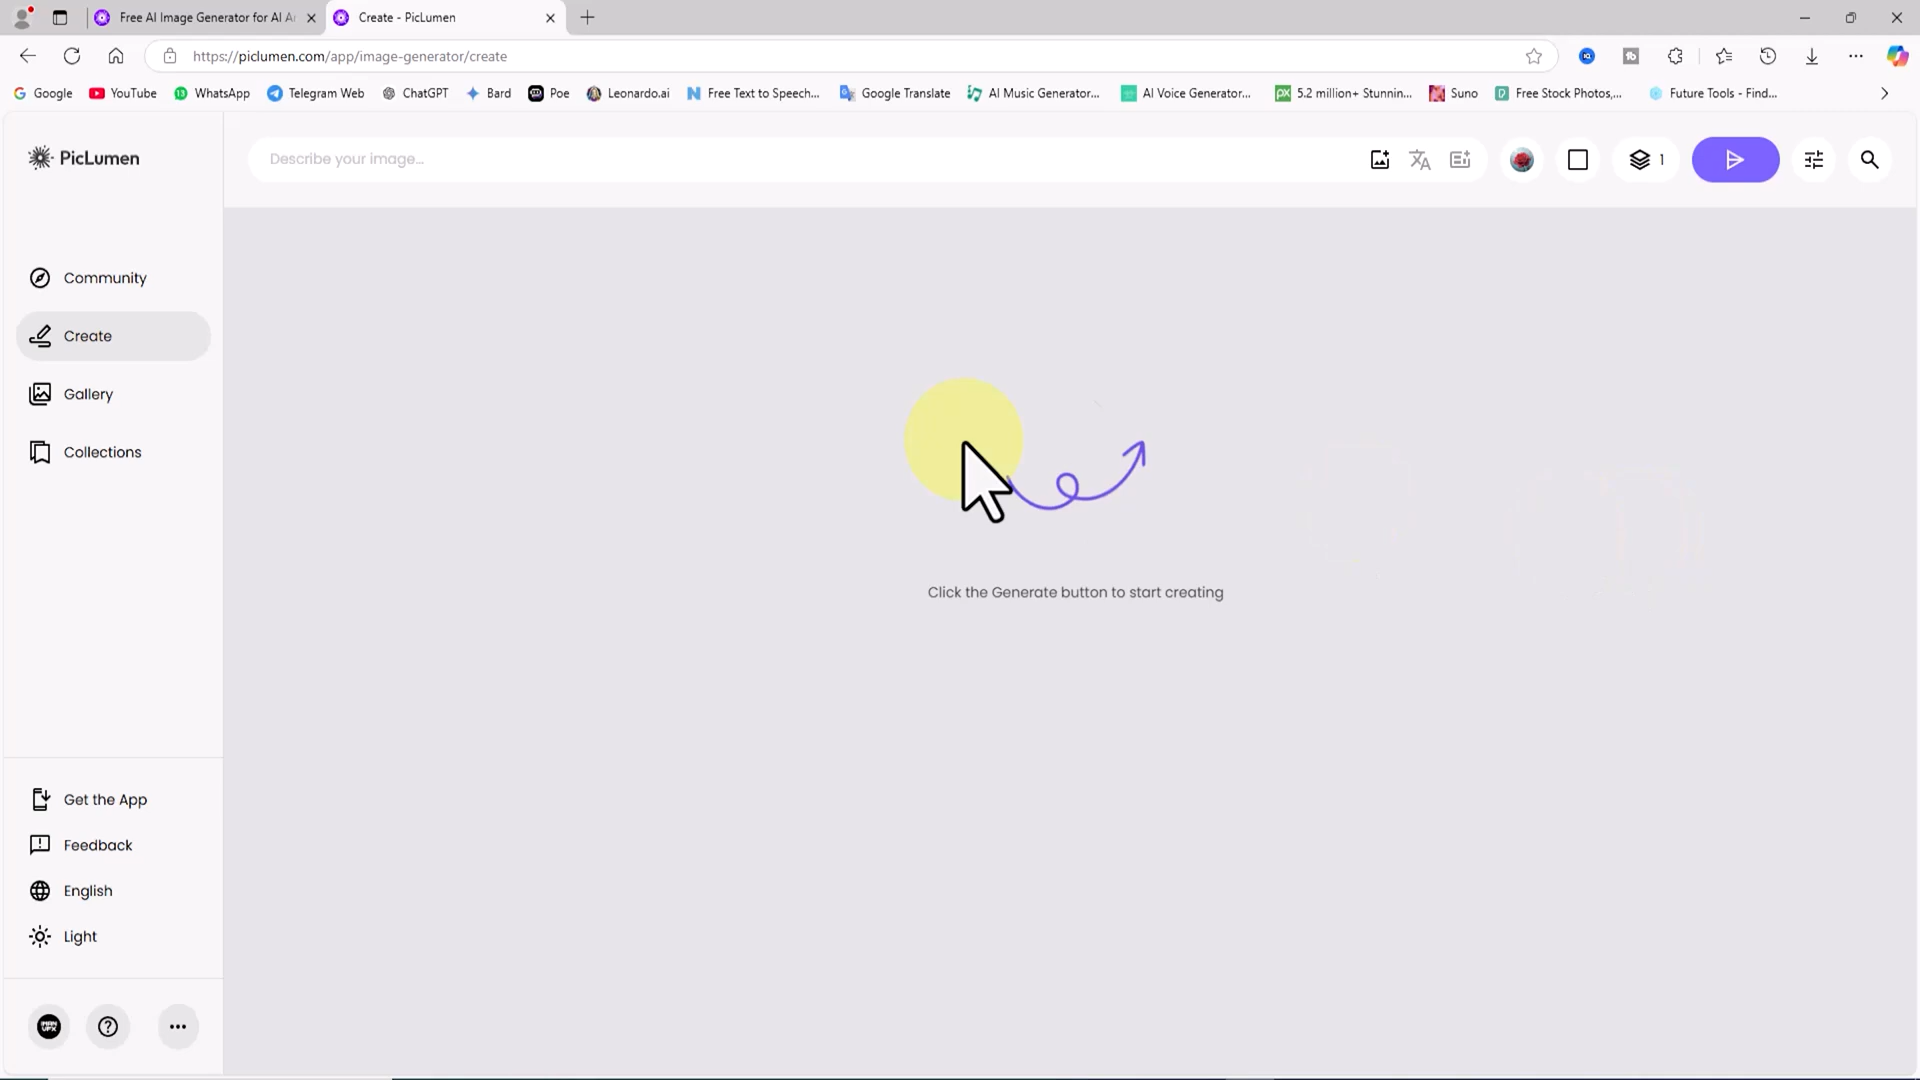 Free AI Image Generator for AI A
Create - PicLumen
https://piclumen.com/app/image-generator/create
Google
YouTube
WhatsApp
Telegram Web
ChatGPT
Bard
Poe
Leonardo.ai
Free Text to Speech...
Google Translate
AI Music Generator...
AI Voice Generator...
5.2 million+ Stunnin...
Suno
Free Stock Photos,...
Future Tools - Find...
PicLumen
Describe your image...
1
Community
Create
Gallery
Collections
Click the Generate button to start creating
Get the App
Feedback
English
Light